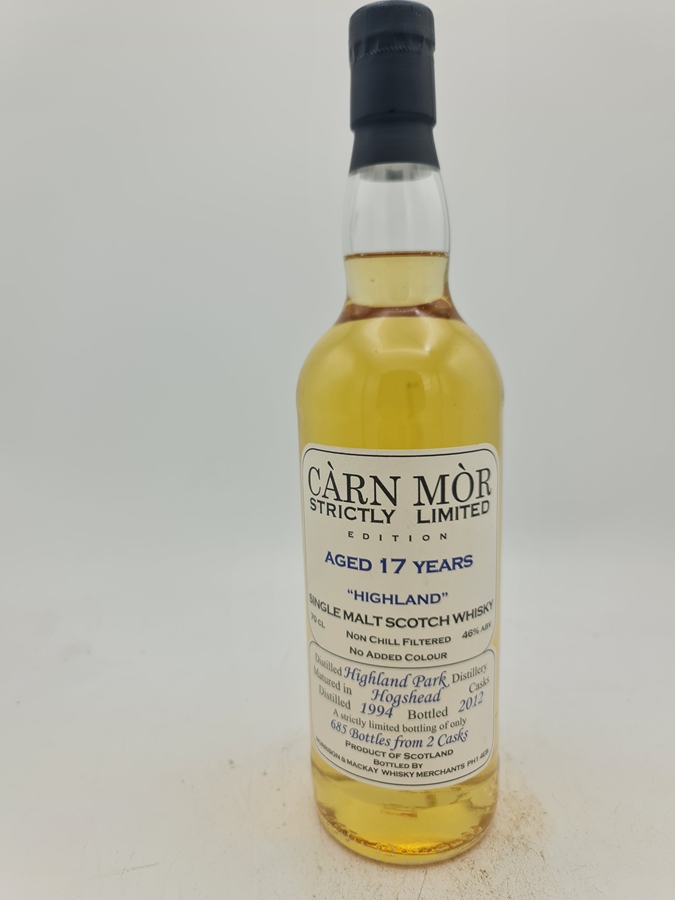 CÀRN MÒR
STRICTLY LIMITED
EDITION
AGED 17 YEARS
"HIGHLAND"
SINGLE MALT SCOTCH WHISKY
70 CL Non Chill Filtered 46% ABV
No Added Colour
Distilled Highland Park Distillery
Matured in Hogshead Casks
Distilled 1994 Bottled 2012
A strictly limited bottling of only
685 Bottles from 2 Casks
Product of Scotland
Bottled By
Morrison & Mackay Whisky Merchants PH1